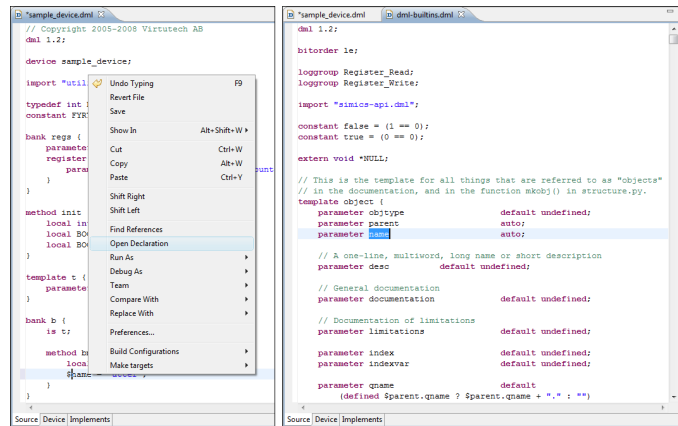 *sample_device.dml
// Copyright 2005-2008 Virtutech AB
dml 1.2;
device sample_device;
import "util
typedef int
constant FYR
bank regs {
paramete
register
para
ount
}
}
method init
local int
local BO
local BO
}
template t {
paramete
}
bank b {
is t;
method b
loca
$name = "utter";
}
}
Undo Typing F9
Revert File
Save
Show In Alt+Shift+W
Cut Ctrl+W
Copy Alt+W
Paste Ctrl+Y
Shift Right
Shift Left
Find References
Open Declaration
Run As
Debug As
Team
Compare With
Replace With
Preferences...
Build Configurations
Make targets
Source Device Implements
*sample_device.dml dml-builtins.dml
dml 1.2;
bitorder le;
loggroup Register_Read;
loggroup Register_Write;
import "simics-api.dml";
constant false = (1 == 0);
constant true = (0 == 0);
extern void *NULL;
// This is the template for all things that are referred to as "objects"
// in the documentation, and in the function mkobj() in structure.py.
template object {
parameter objtype default undefined;
parameter parent auto;
parameter name auto;
// A one-line, multiword, long name or short description
parameter desc default undefined;
// General documentation
parameter documentation default undefined;
// Documentation of limitations
parameter limitations default undefined;
parameter index default undefined;
parameter indexvar default undefined;
parameter qname default
(defined $parent.qname ? $parent.qname + "." : "")
Source Device Implements